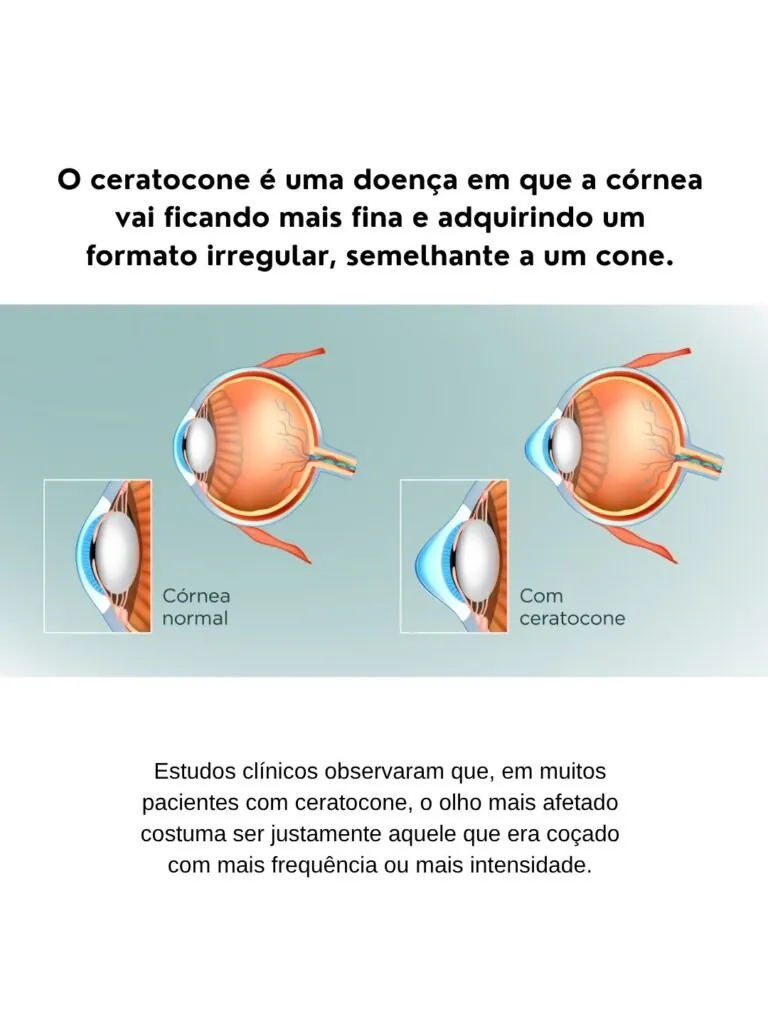 O ceratocone é uma doença em que a córnea
vai ficando mais fina e adquirindo um
formato irregular, semelhante a um cone.
Córnea
normal
Com
ceratocone
Estudos clínicos observaram que, em muitos
pacientes com ceratocone, o olho mais afetado
costuma ser justamente aquele que era coçado
com mais frequência ou mais intensidade.